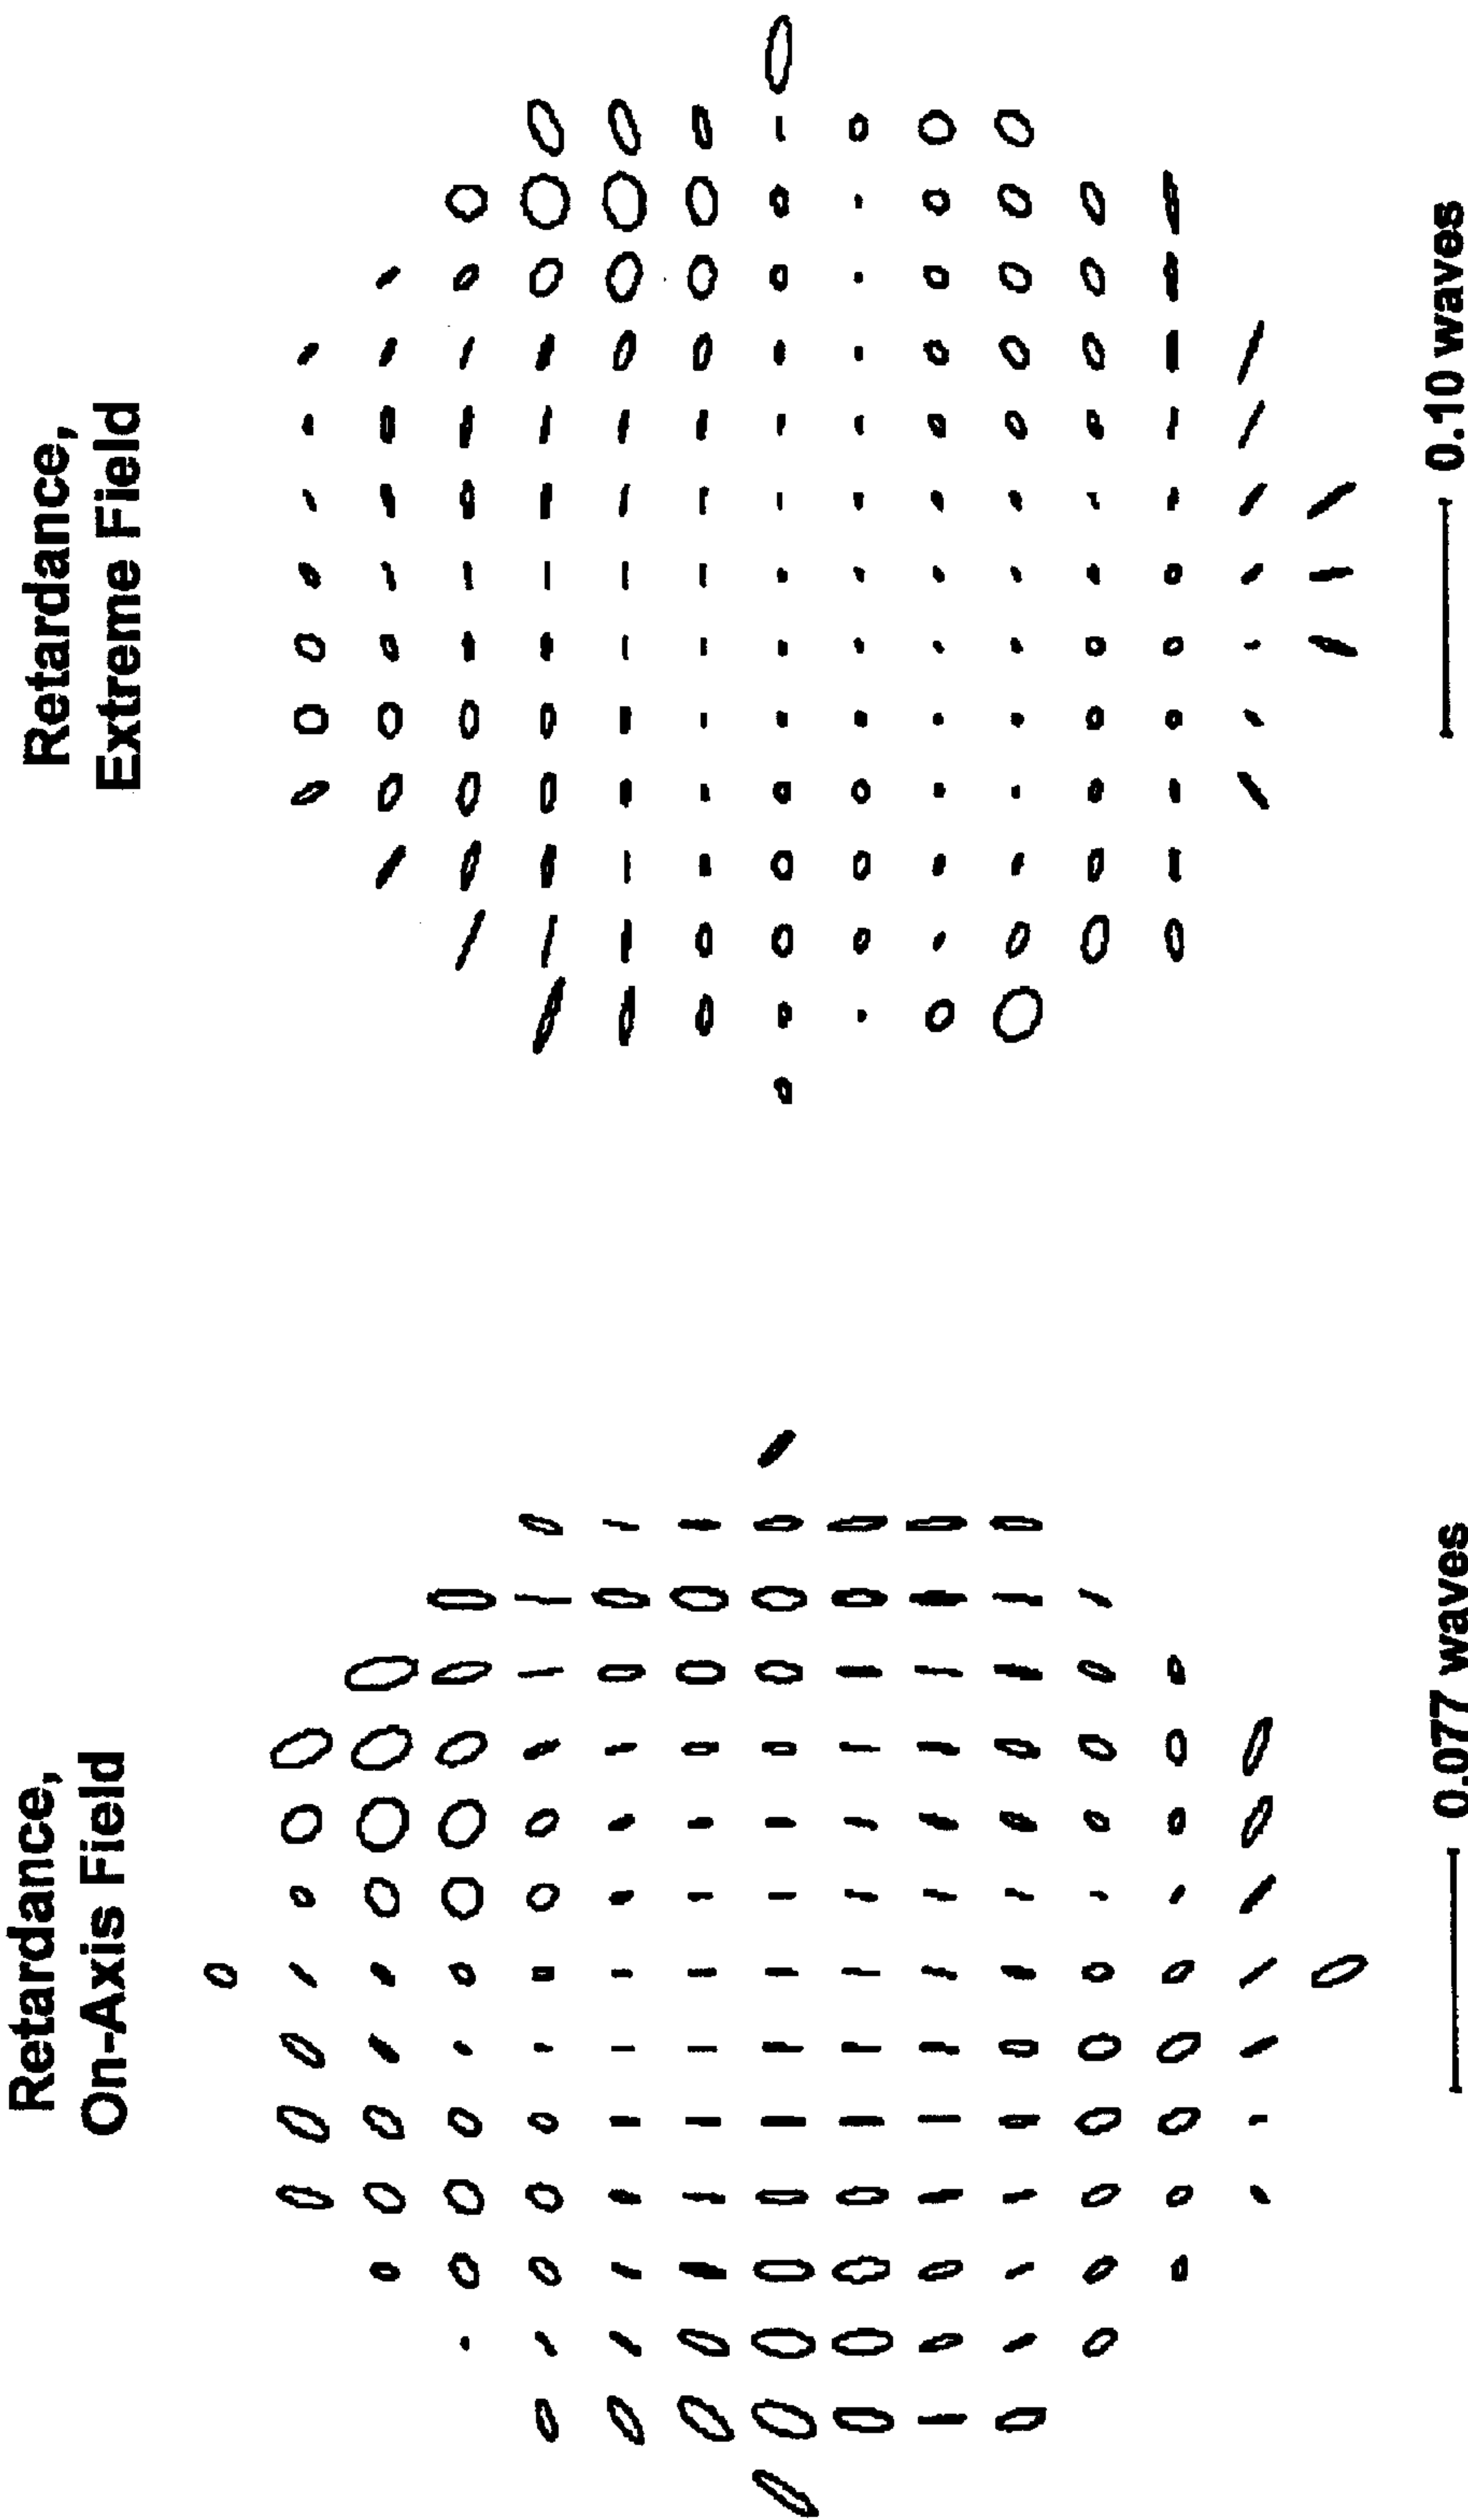 Retardance,
On-Axis Field
0.077 waves
Retardance,
Extreme Field
0.10 waves